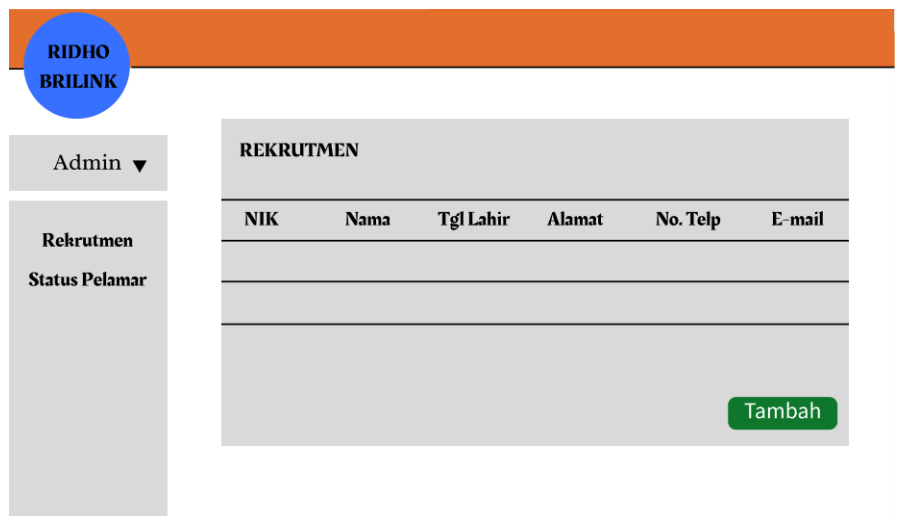 RIDHO
BRILINK
Admin
Rekrutmen
Status Pelamar
REKRUTMEN
NIK Nama Tgl Lahir Alamat No. Telp E-mail
Tambah